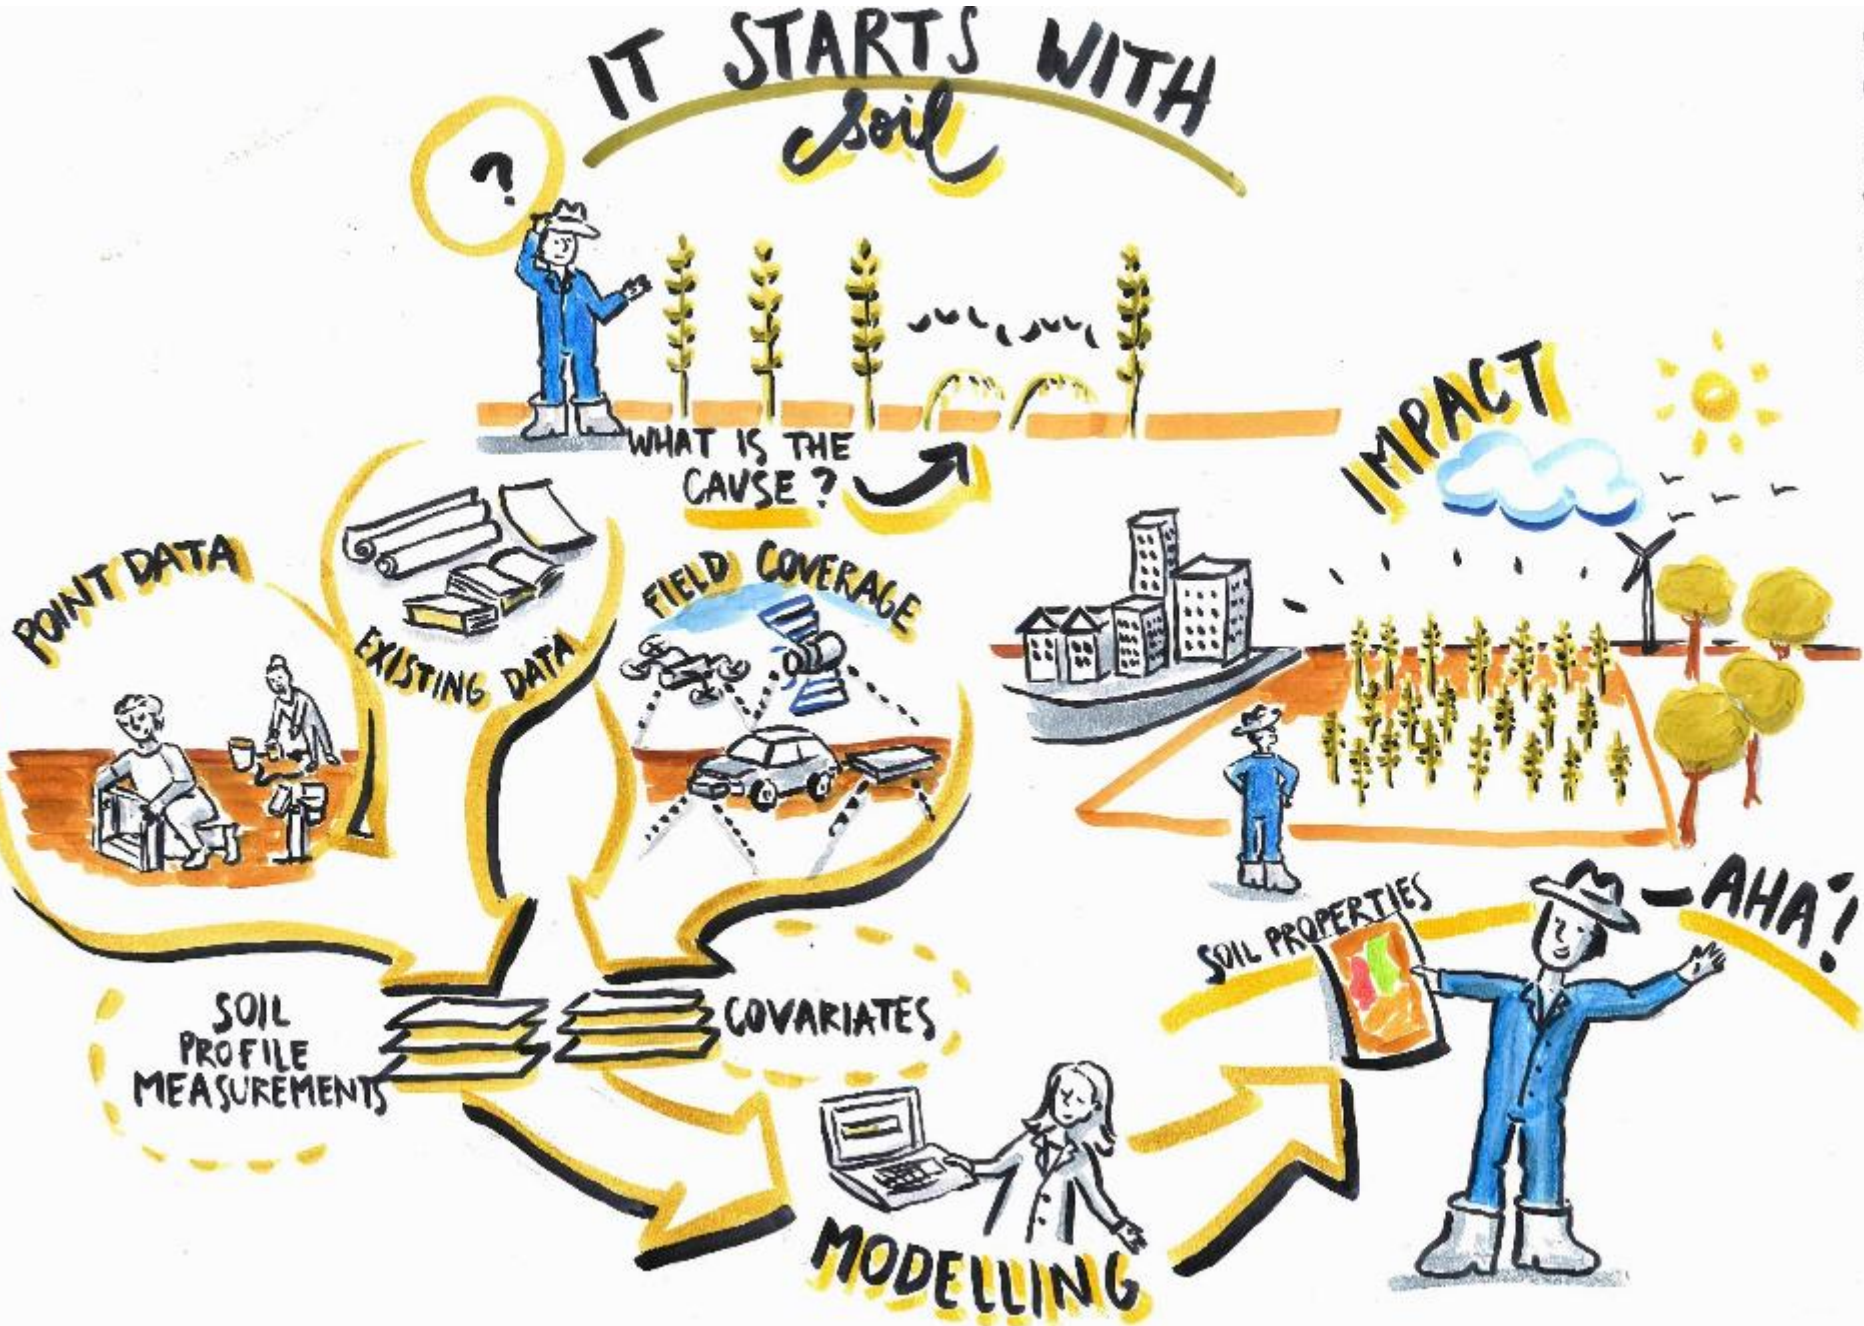 IT STARTS WITH
soil
?
WHAT IS THE
CAUSE?
POINT DATA
EXISTING DATA
FIELD COVERAGE
SOIL
PROFILE
MEASUREMENTS
COVARIATES
MODELLING
SOIL PROPERTIES
- AHA!
IMPACT